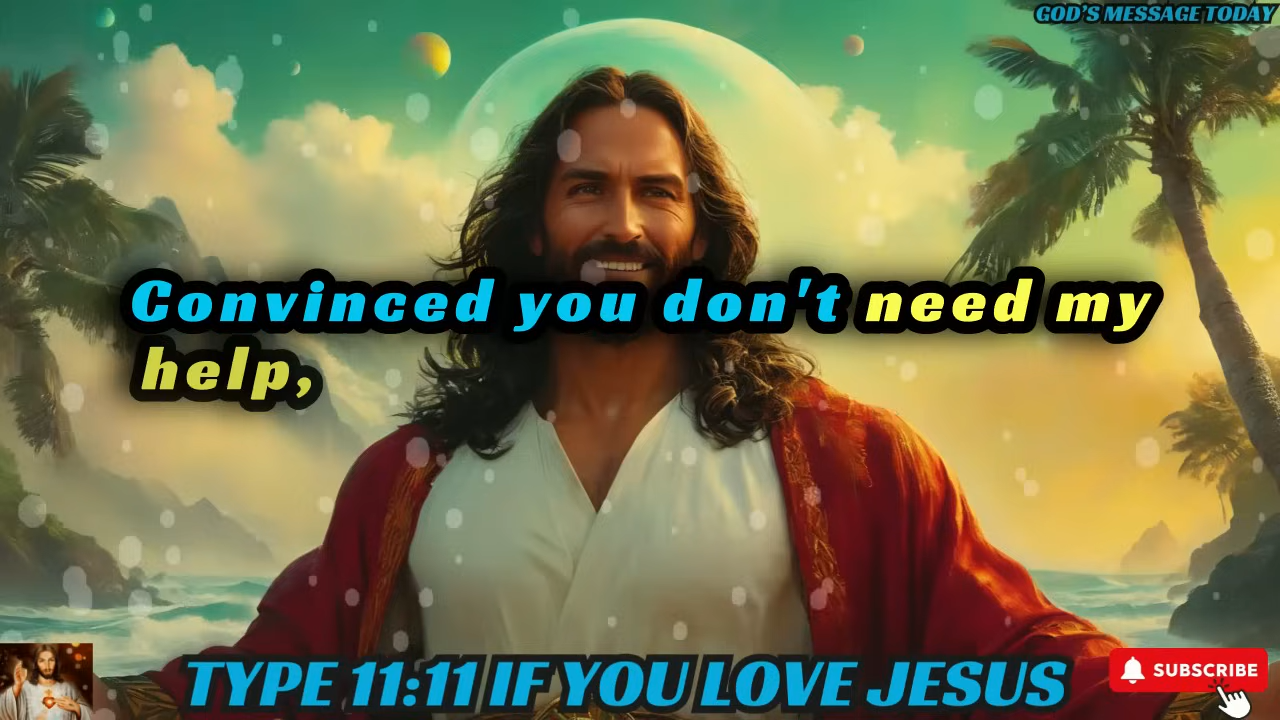 GOD'S MESSAGE TODAY
Convinced you don't need my
help,
TYPE 11:11 IF YOU LOVE JESUS
SUBSCRIBE